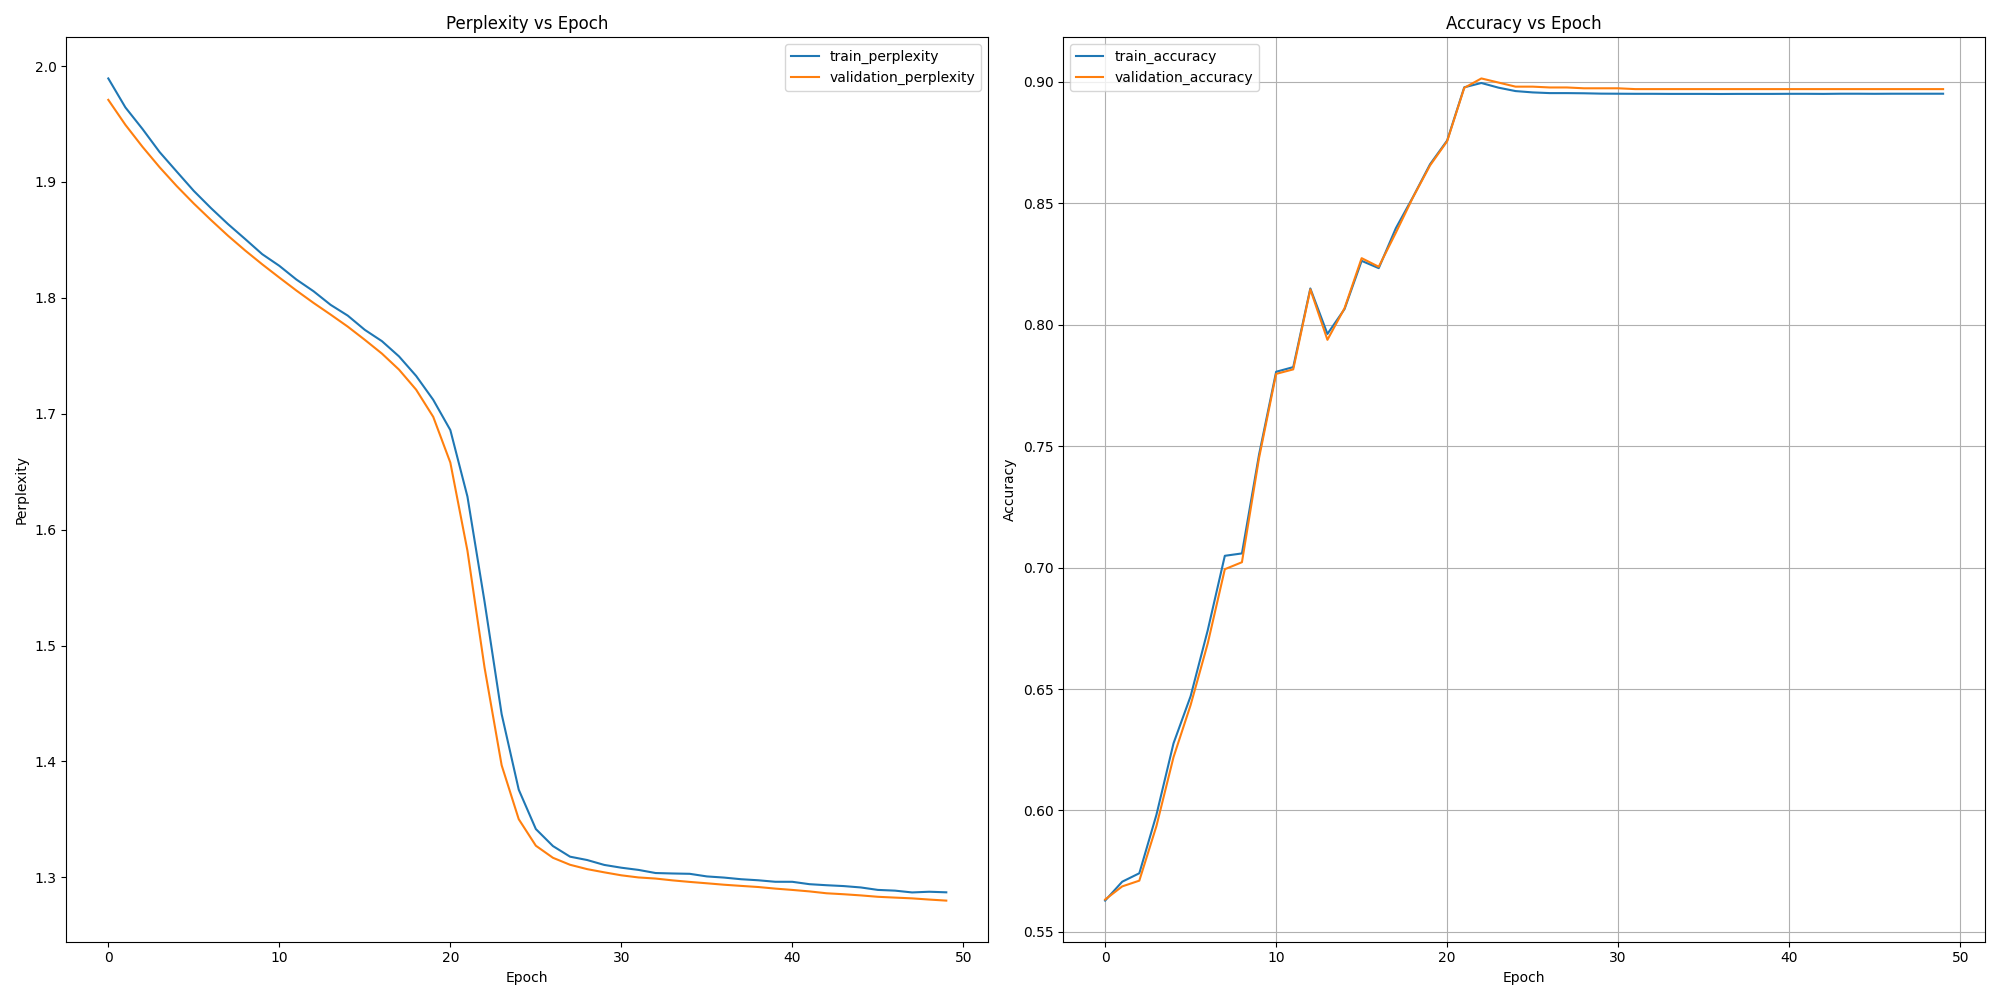 Perplexity vs Epoch
train_perplexity
validation_perplexity
2.0
1.9
1.8
1.7
1.6
1.5
1.4
1.3
Perplexity
0 10 20 30 40 50
Epoch
Accuracy vs Epoch
train_accuracy
validation_accuracy
0.90
0.85
0.80
0.75
0.70
0.65
0.60
0.55
Accuracy
0 10 20 30 40 50
Epoch